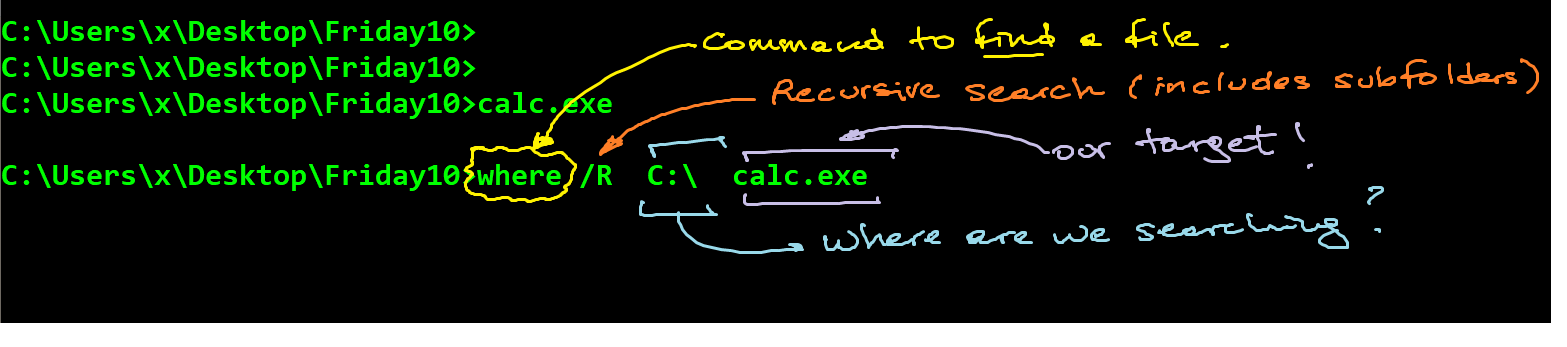 C:\Users\x\Desktop\Friday10>
Command to find a file.
C:\Users\x\Desktop\Friday10>
Recursive search (includes subfolders)
C:\Users\x\Desktop\Friday10>calc.exe
our target!
C:\Users\x\Desktop\Friday10>where /R C:\ calc.exe
Where are we searching?